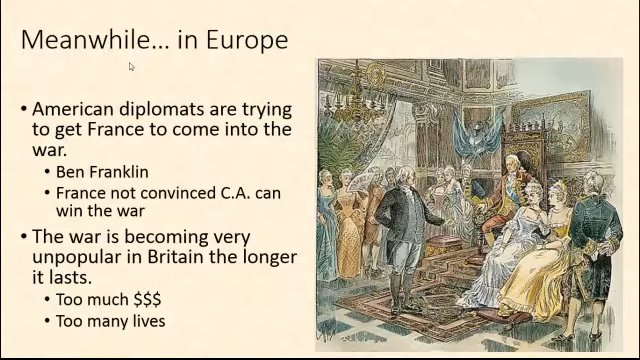 Meanwhile... in Europe
• American diplomats are trying
to get France to come into the
war.
• Ben Franklin
• France not convinced C.A. can
win the war
• The war is becoming very
unpopular in Britain the longer
it lasts.
• Too much $$$
• Too many lives